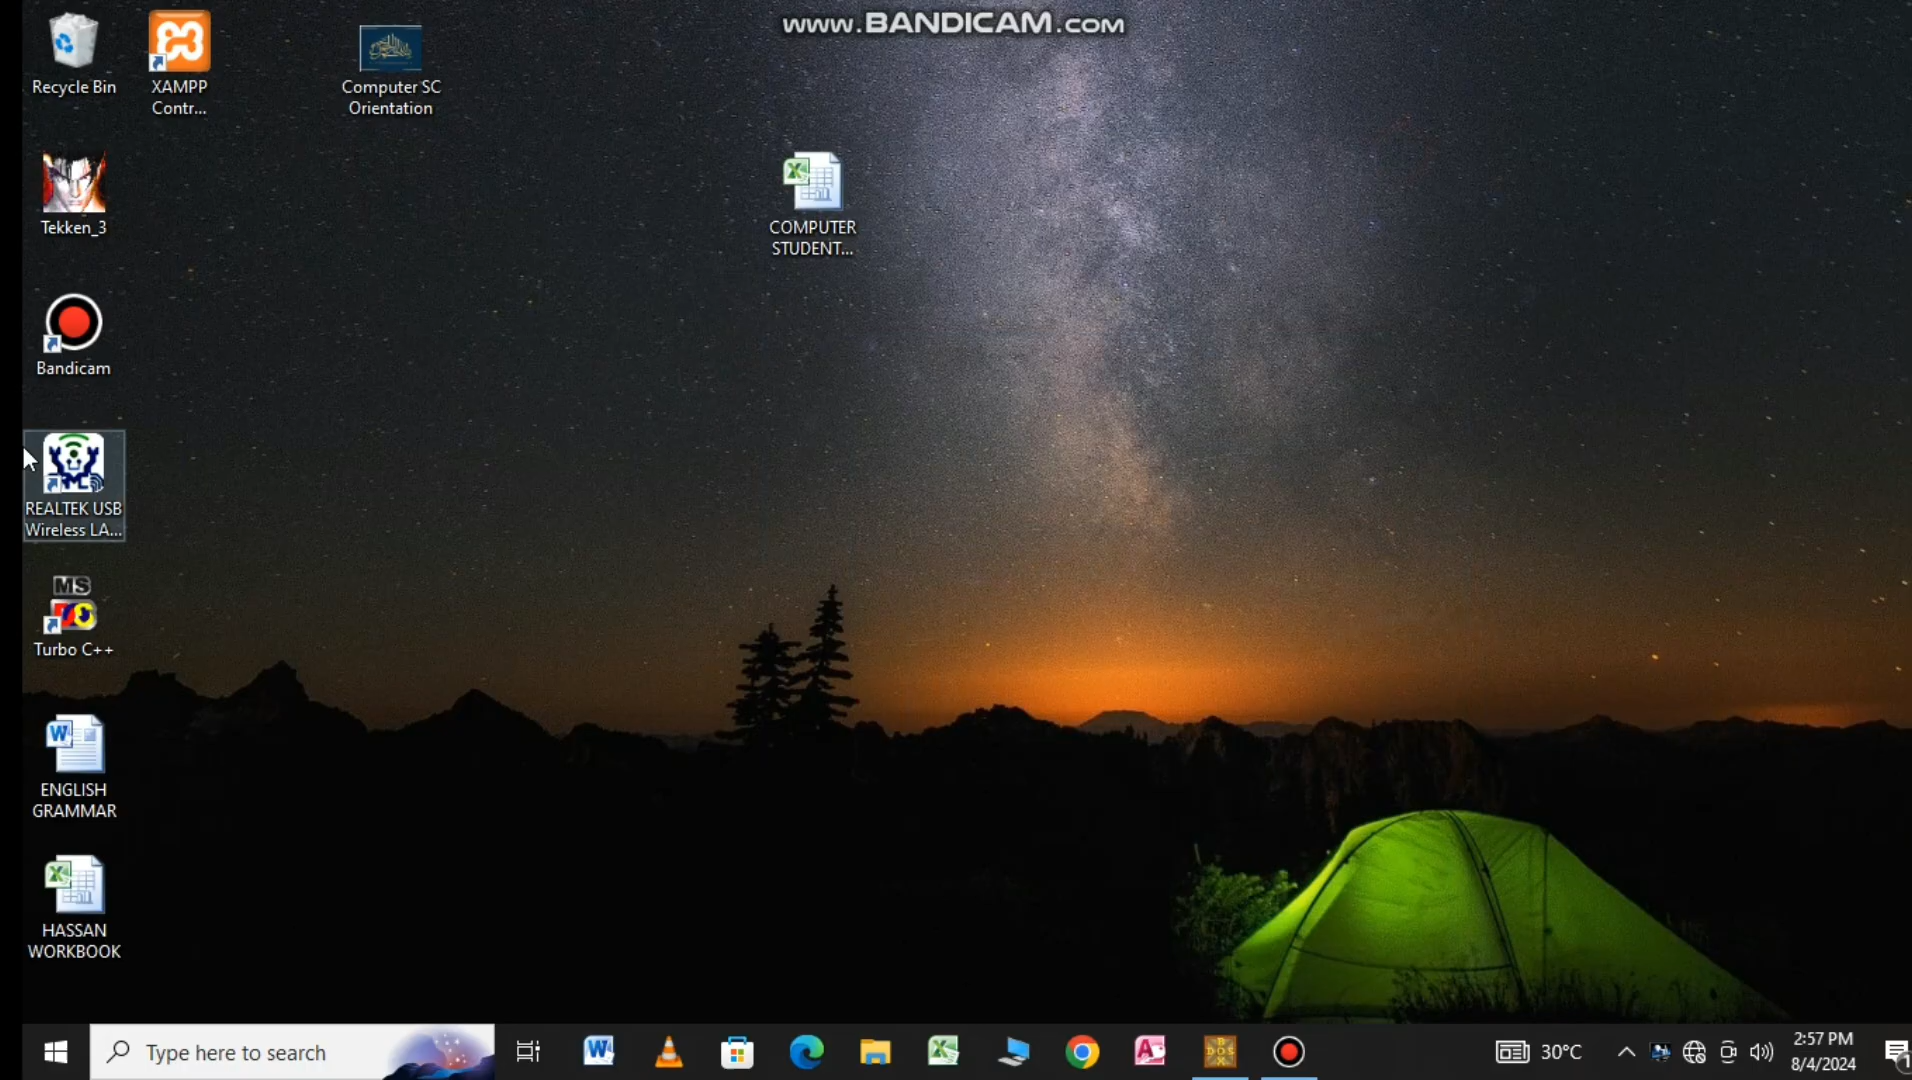 www.BANDICAM.com
Recycle Bin
XAMPP
Contr...
Computer SC
Orientation
Tekken_3
COMPUTER
STUDENT...
Bandicam
REALTEK USB
Wireless LA...
MS
Turbo C++
ENGLISH
GRAMMAR
HASSAN
WORKBOOK
Type here to search
30°C
2:57 PM
8/4/2024
1